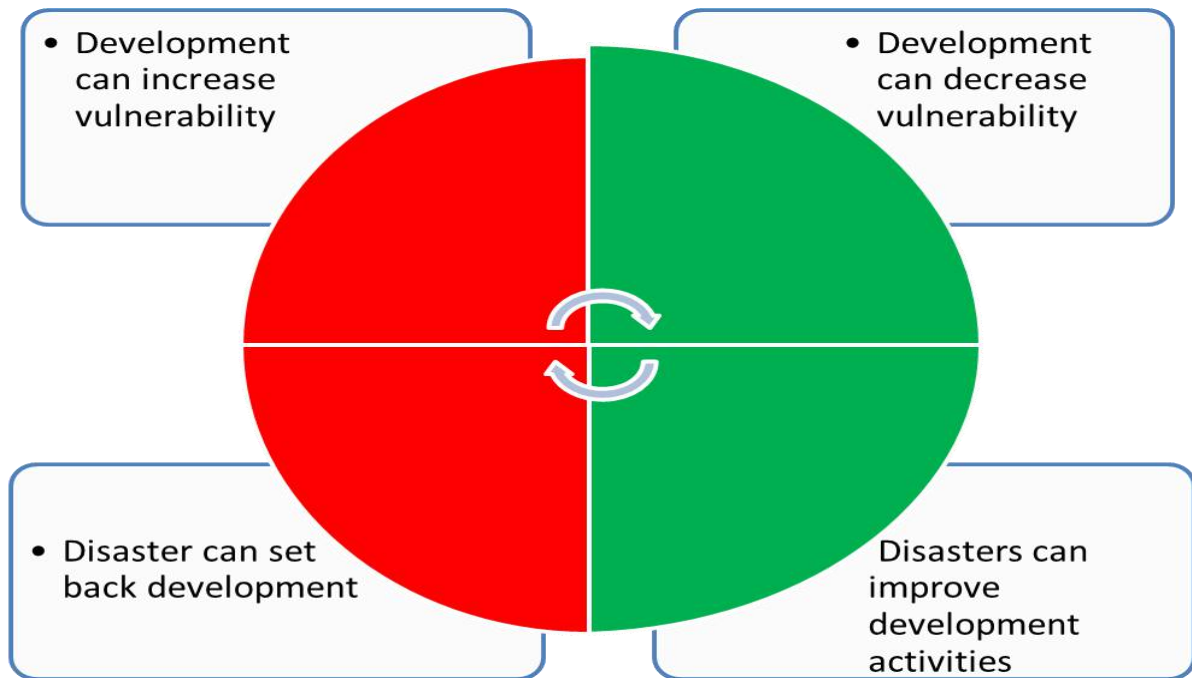 • Development
can increase
vulnerability
• Development
can decrease
vulnerability
• Disaster can set
back development
Disasters can
improve
development
activities